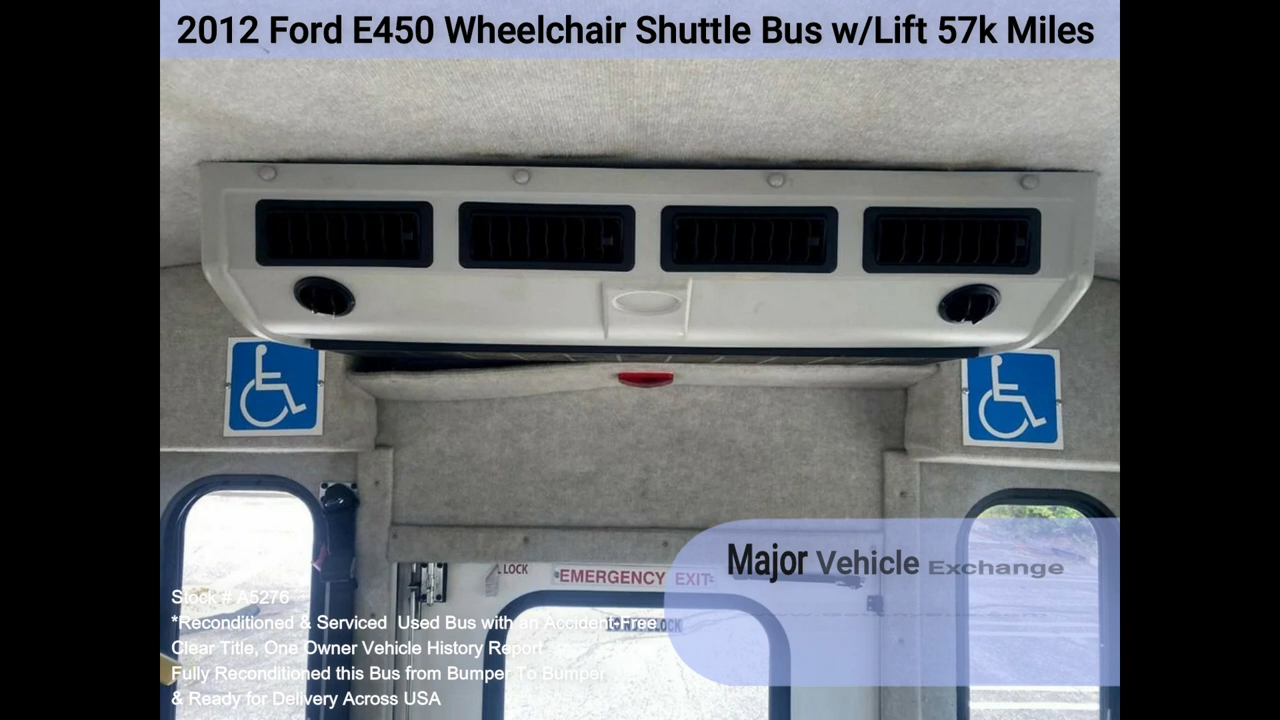 2012 Ford E450 Wheelchair Shuttle Bus w/Lift 57k Miles
LOCK
EMERGENCY EXIT
Major Vehicle Exchange
Stock # A5276
*Reconditioned & Serviced Used Bus with an Accident-Free
Clear Title, One Owner Vehicle History Report
Fully Reconditioned this Bus from Bumper To Bumper
& Ready for Delivery Across USA